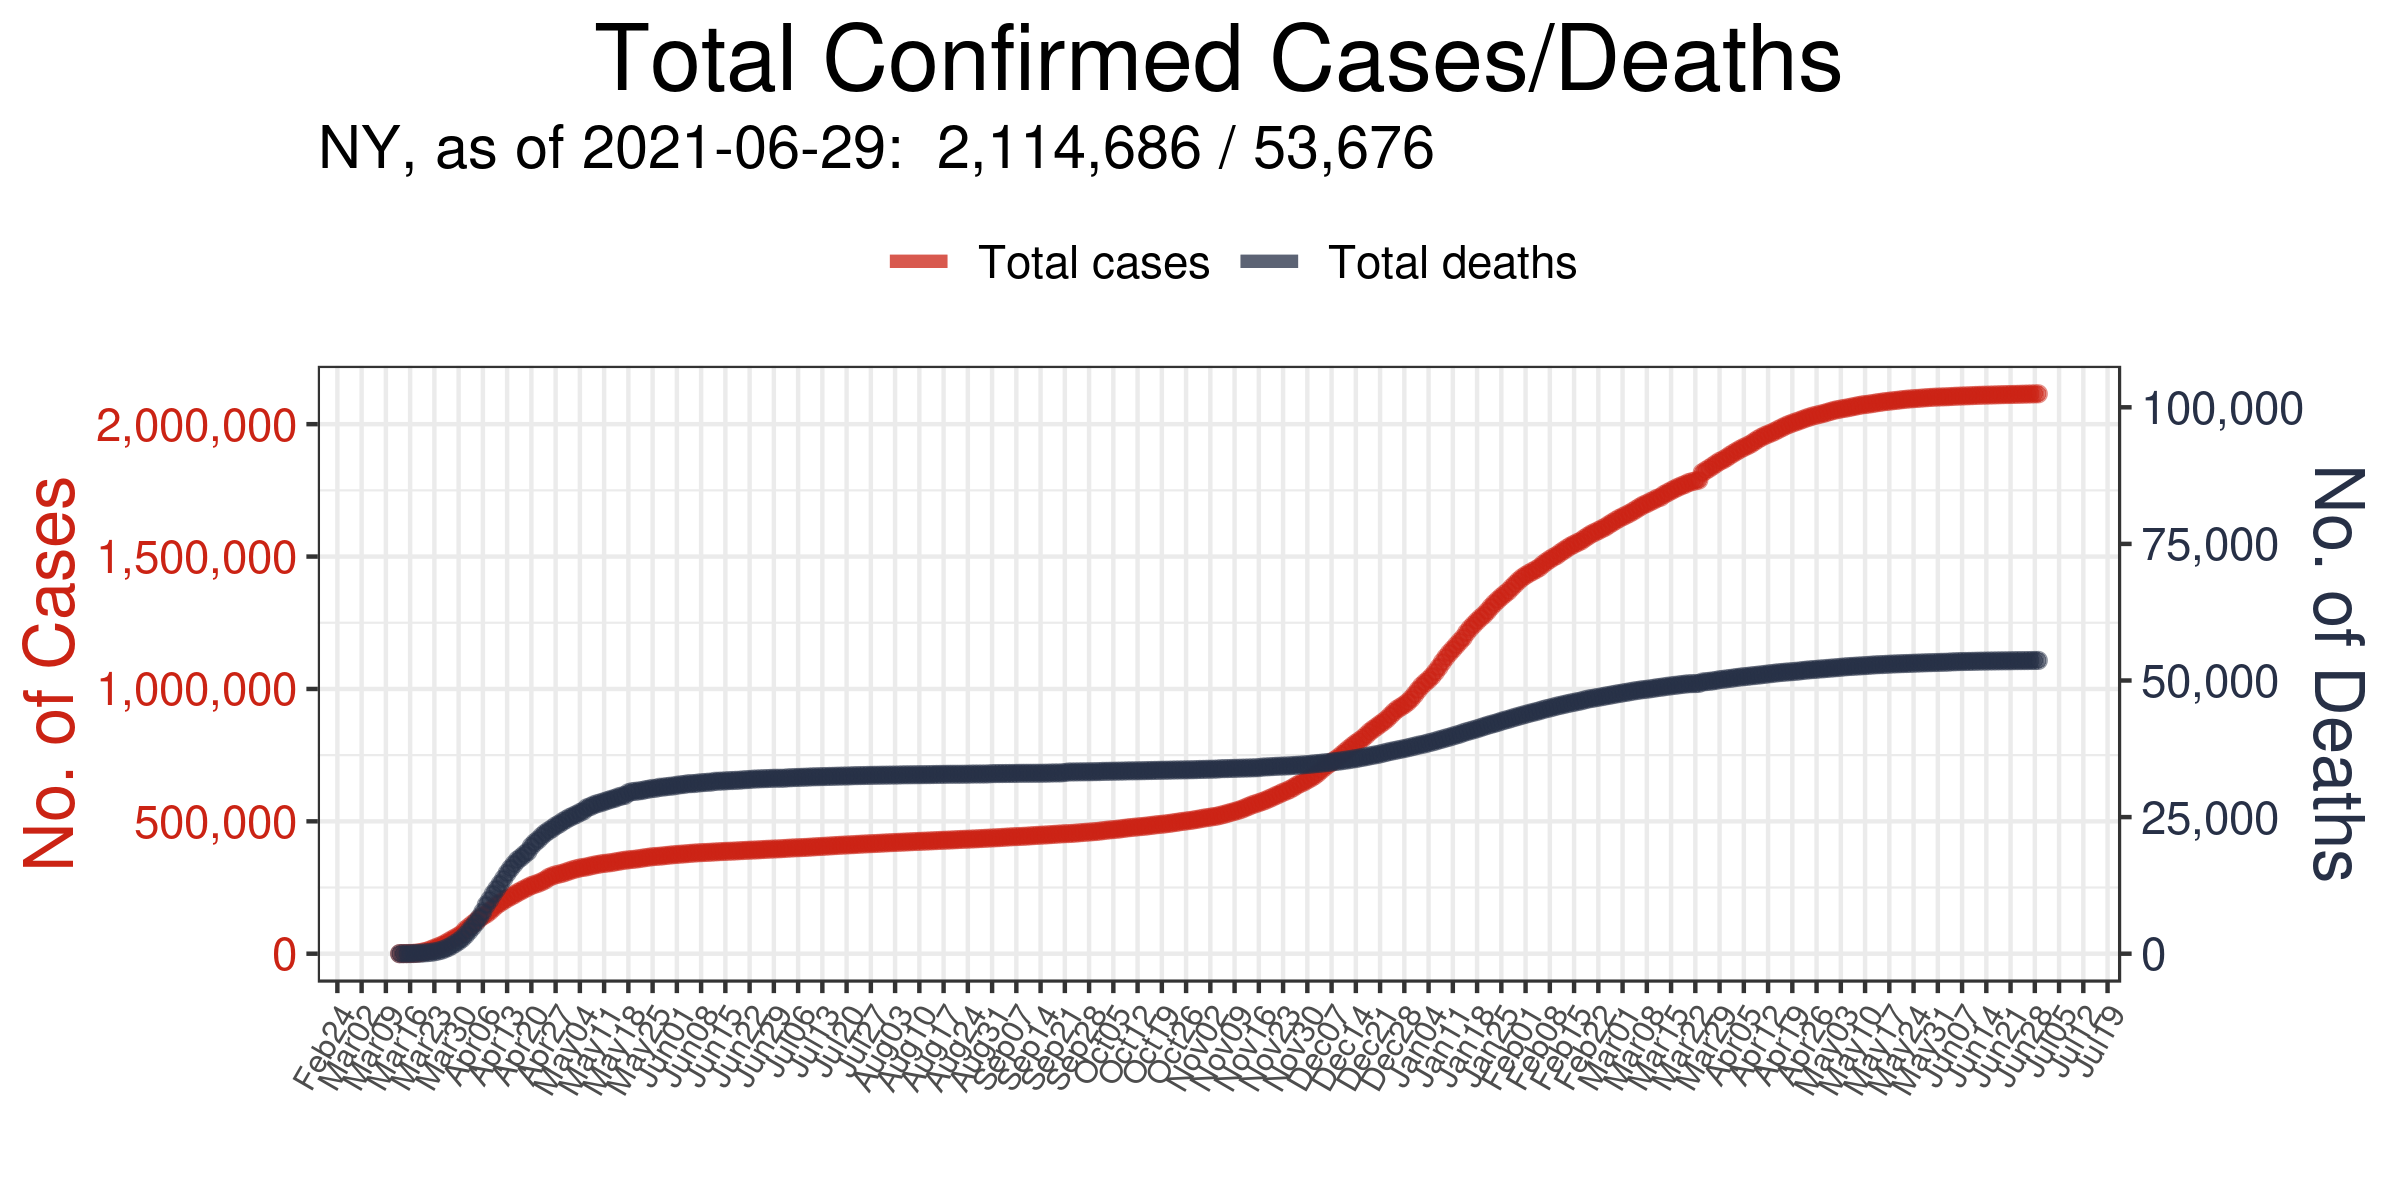 Total Confirmed Cases/Deaths
NY, as of 2021-06-29:  2,114,686 / 53,676
Total cases
Total deaths
No. of Cases
2,000,000
1,500,000
1,000,000
500,000
0
100,000
75,000
50,000
25,000
0
No. of Deaths
Feb24
Mar02
Mar09
Mar16
Mar23
Mar30
Apr06
Apr13
Apr20
Apr27
May04
May11
May18
May25
Jun01
Jun08
Jun15
Jun22
Jun29
Jul06
Jul13
Jul20
Jul27
Aug03
Aug10
Aug17
Aug24
Aug31
Sep07
Sep14
Sep21
Sep28
Oct05
Oct12
Oct19
Oct26
Nov02
Nov09
Nov16
Nov23
Nov30
Dec07
Dec14
Dec21
Dec28
Jan04
Jan11
Jan18
Jan25
Feb01
Feb08
Feb15
Feb22
Mar01
Mar08
Mar15
Mar22
Mar29
Apr05
Apr12
Apr19
Apr26
May03
May10
May17
May24
May31
Jun07
Jun14
Jun21
Jun28
Jul05
Jul12
Jul19